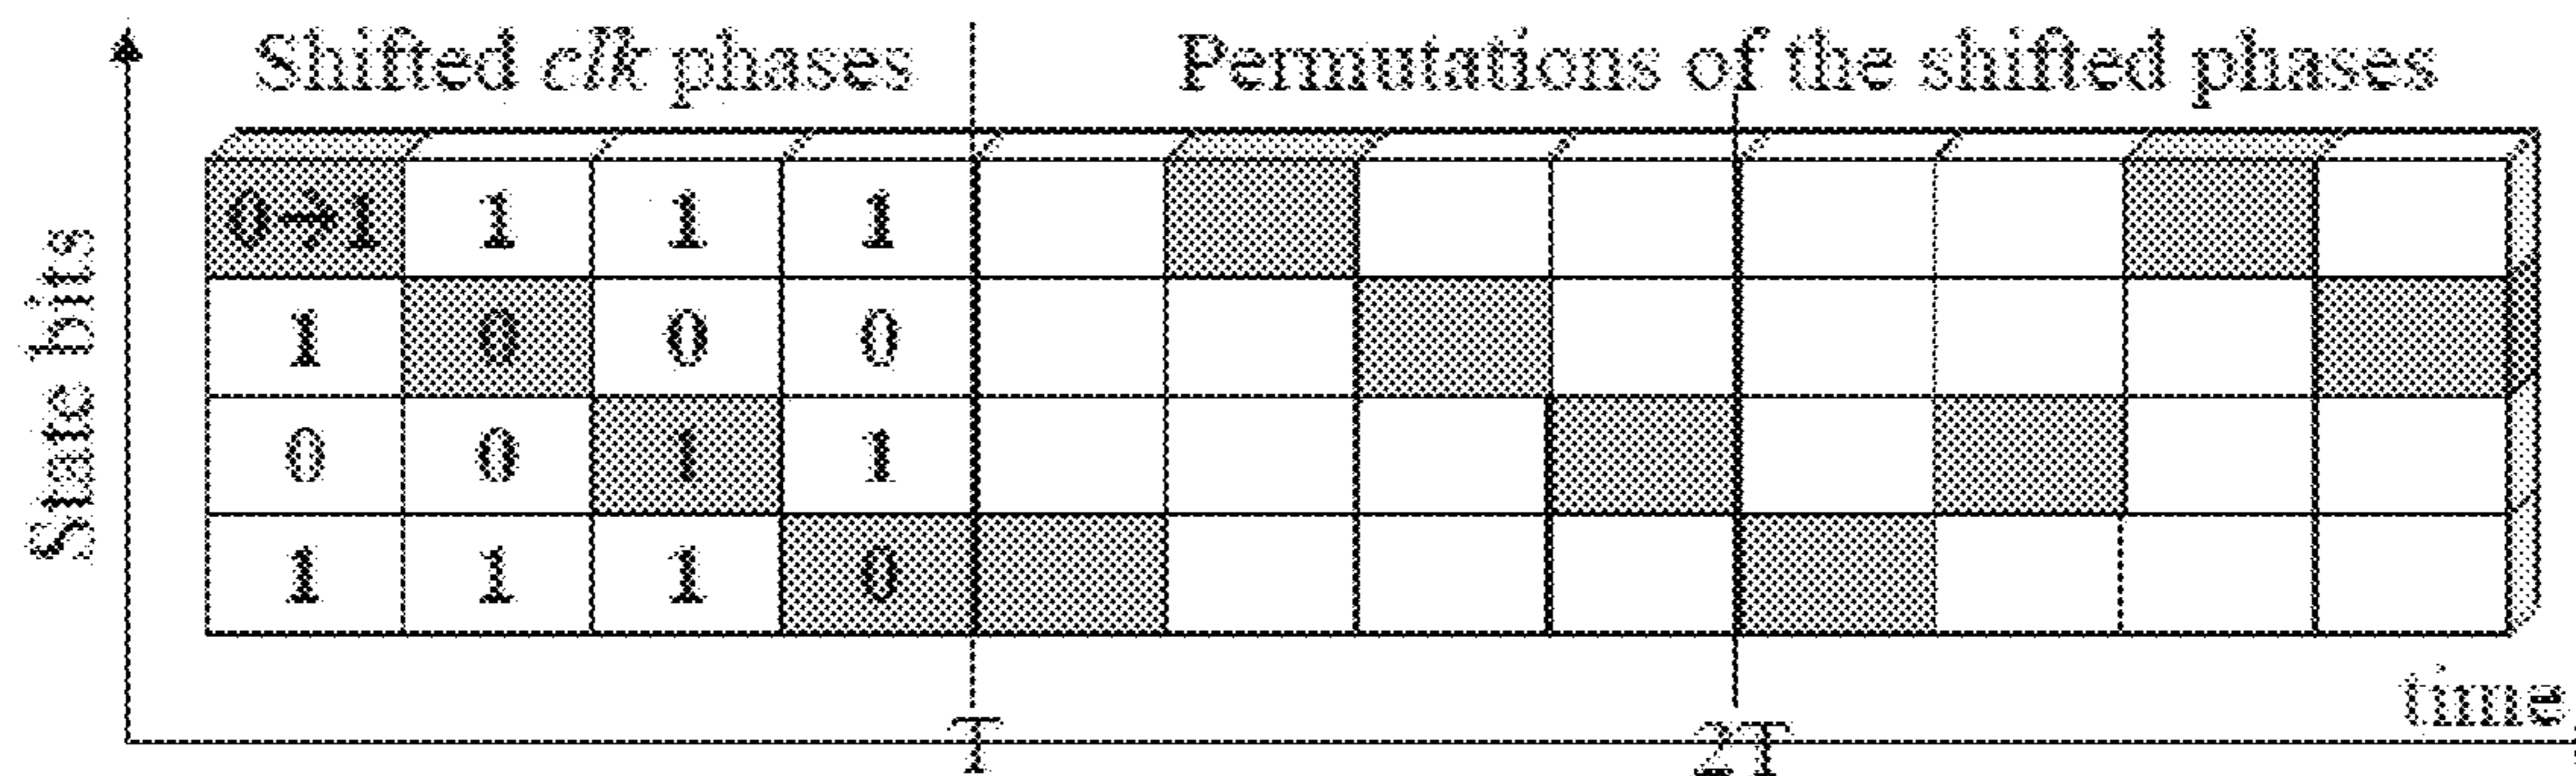 Shifted clk phases Permutations of the shifted phases
State bits
0→1 1 1 1
1 0 0 0
0 0 1 1
1 1 1 0
time
T 2T